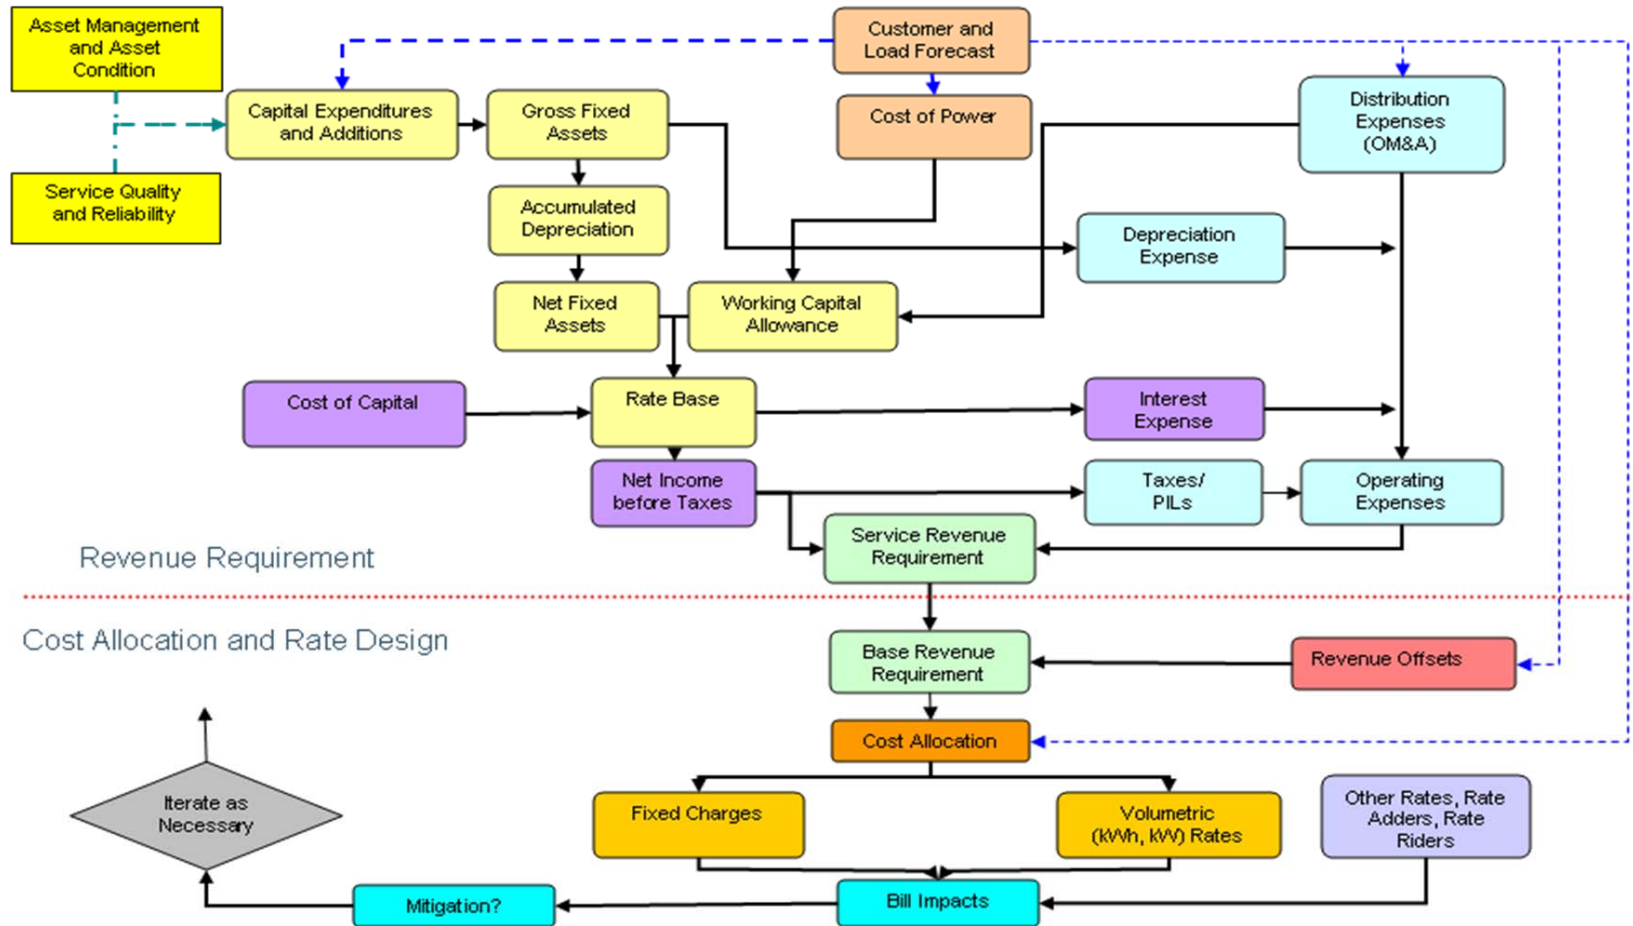 Asset Management
and Asset
Condition
Customer and
Load Forecast
Capital Expenditures
and Additions
Gross Fixed
Assets
Cost of Power
Distribution
Expenses
(OM&A)
Service Quality
and Reliability
Accumulated
Depreciation
Depreciation
Expense
Net Fixed
Assets
Working Capital
Allowance
Cost of Capital
Rate Base
Interest
Expense
Net Income
before Taxes
Taxes/
PILs
Operating
Expenses
Service Revenue
Requirement
Revenue Requirement
Cost Allocation and Rate Design
Base Revenue
Requirement
Revenue Offsets
Cost Allocation
Iterate as
Necessary
Fixed Charges
Volumetric
(kWh, kW) Rates
Other Rates, Rate
Adders, Rate
Riders
Mitigation?
Bill Impacts